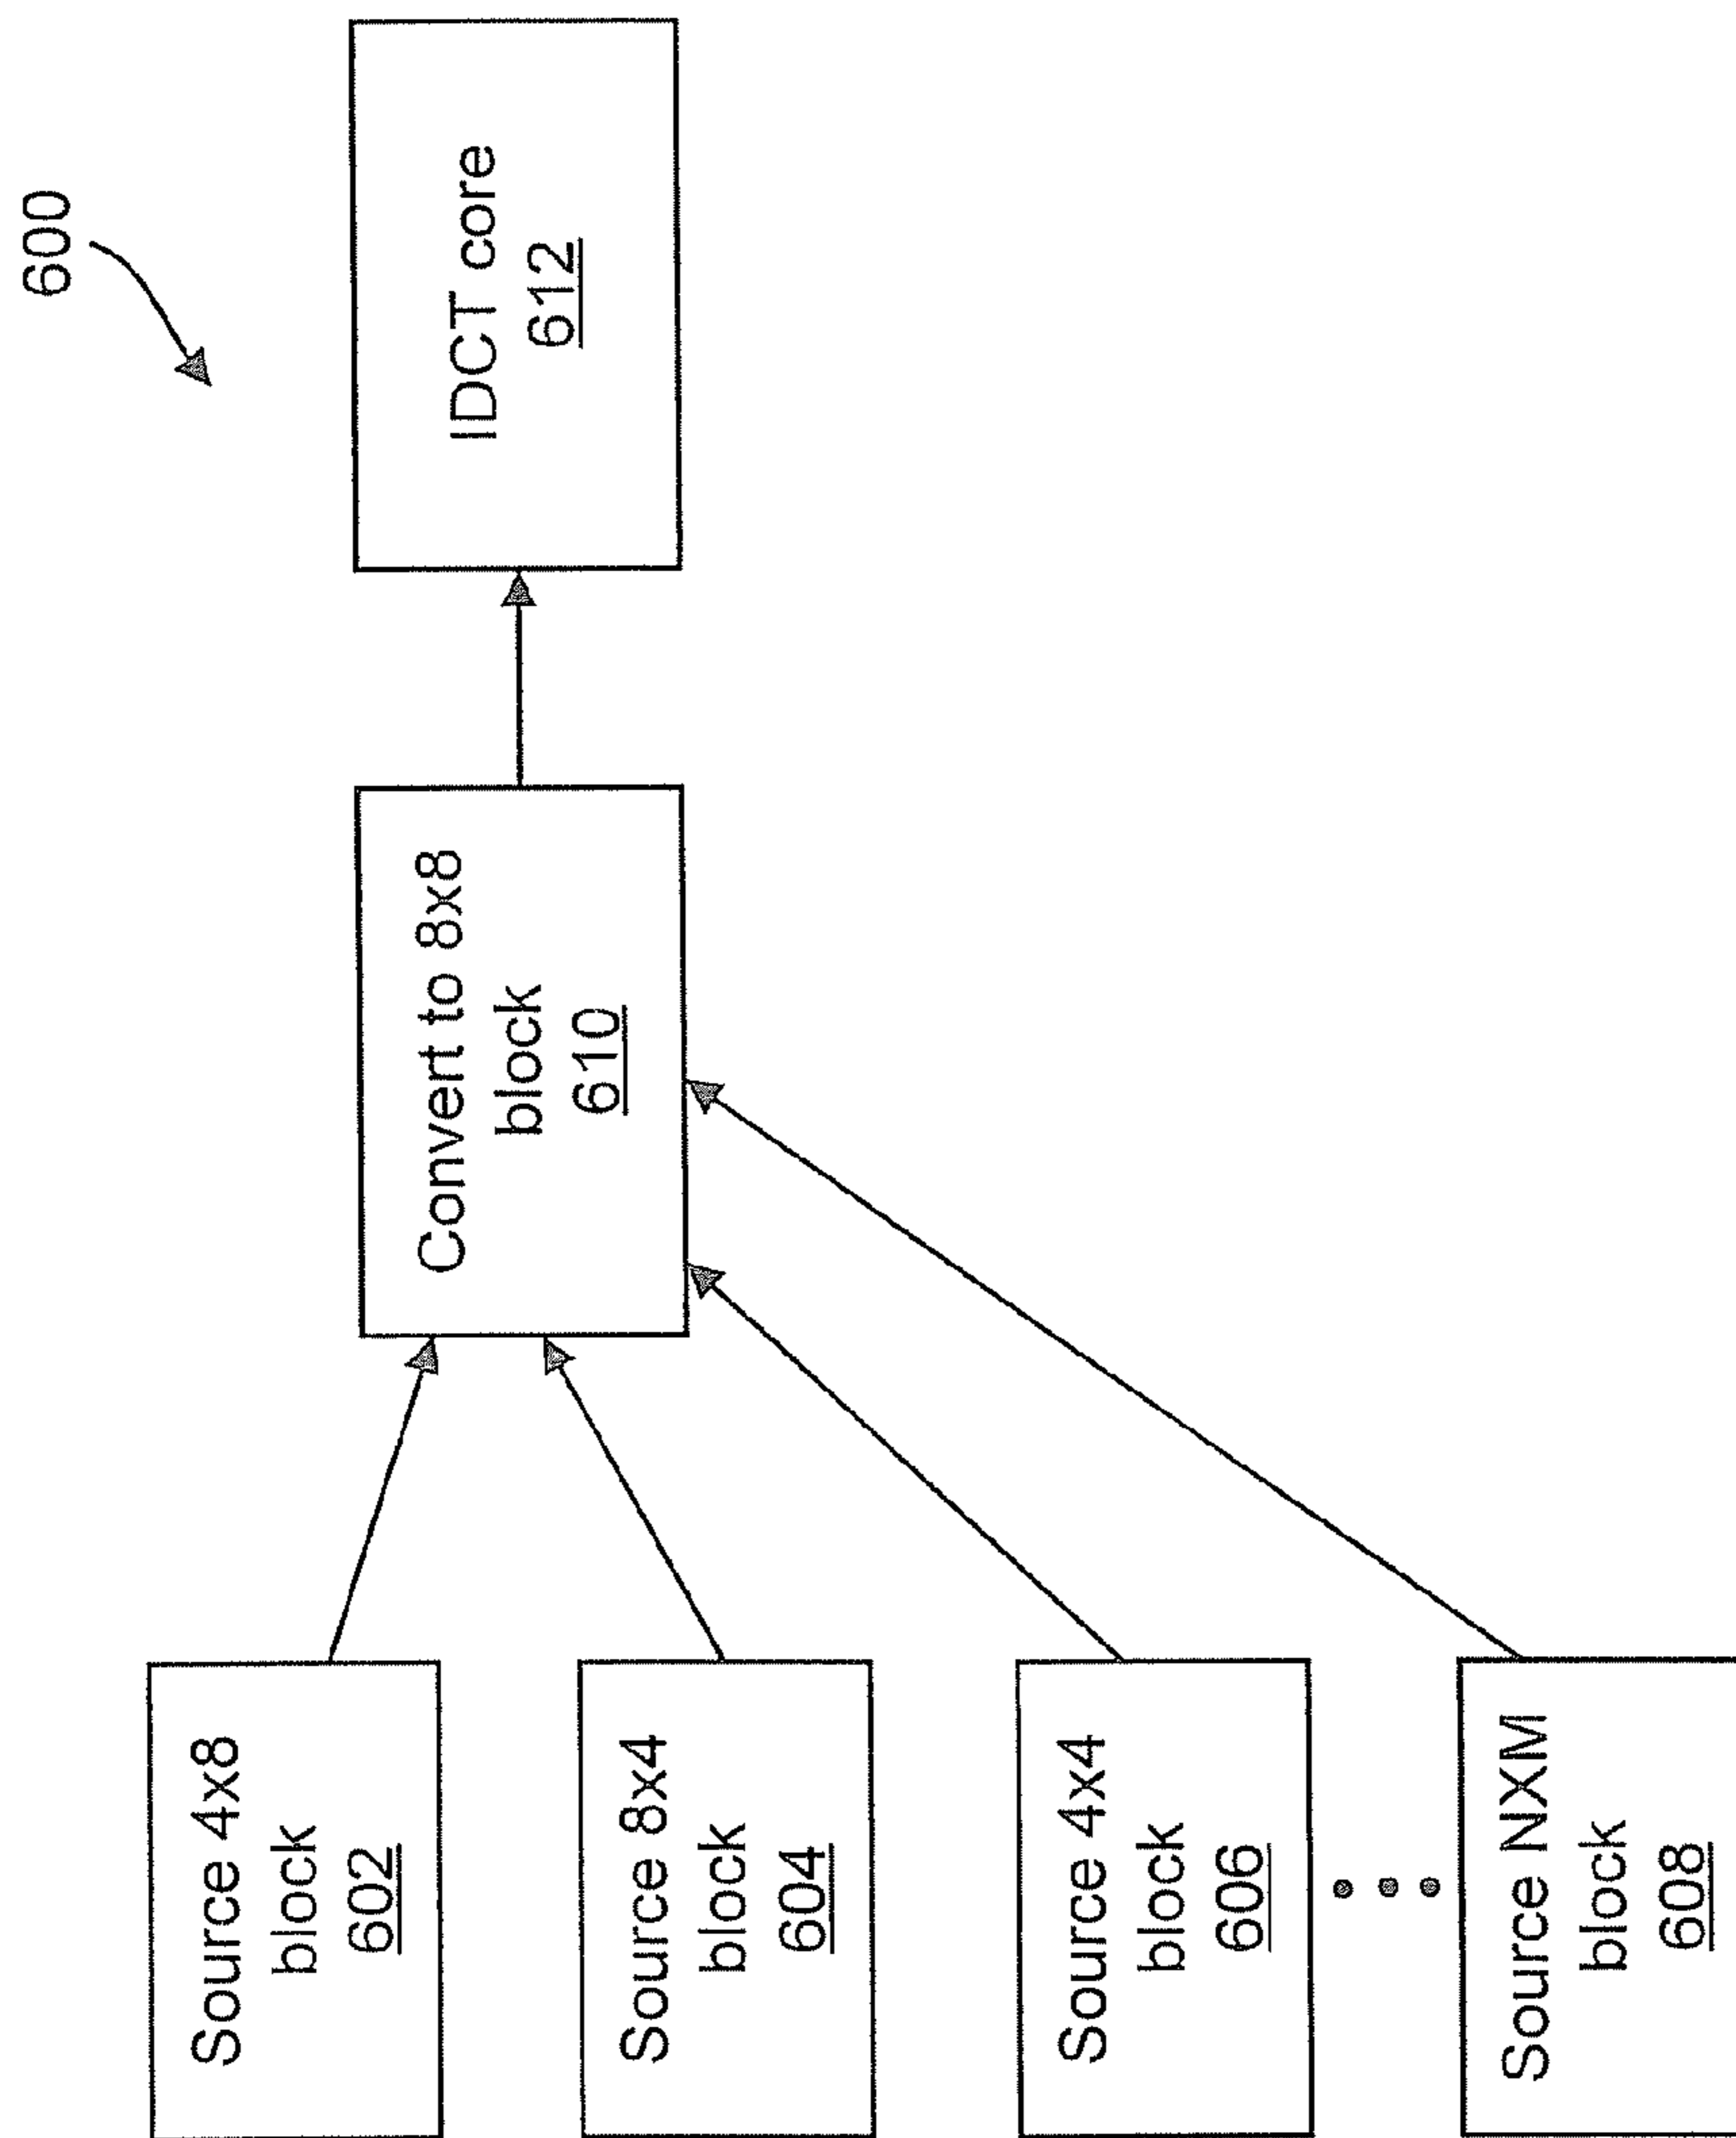 600
Source 4x8
block
602
Source 8x4
block
604
Source 4x4
block
606
Source NXM
block
608
Convert to 8x8
block
610
IDCT core
612